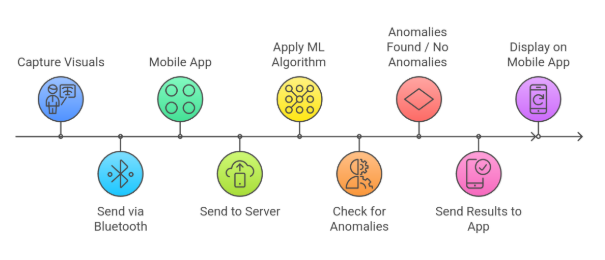 Capture Visuals
Send via
Bluetooth
Mobile App
Send to Server
Apply ML
Algorithm
Check for
Anomalies
Anomalies
Found / No
Anomalies
Send Results to
App
Display on
Mobile App